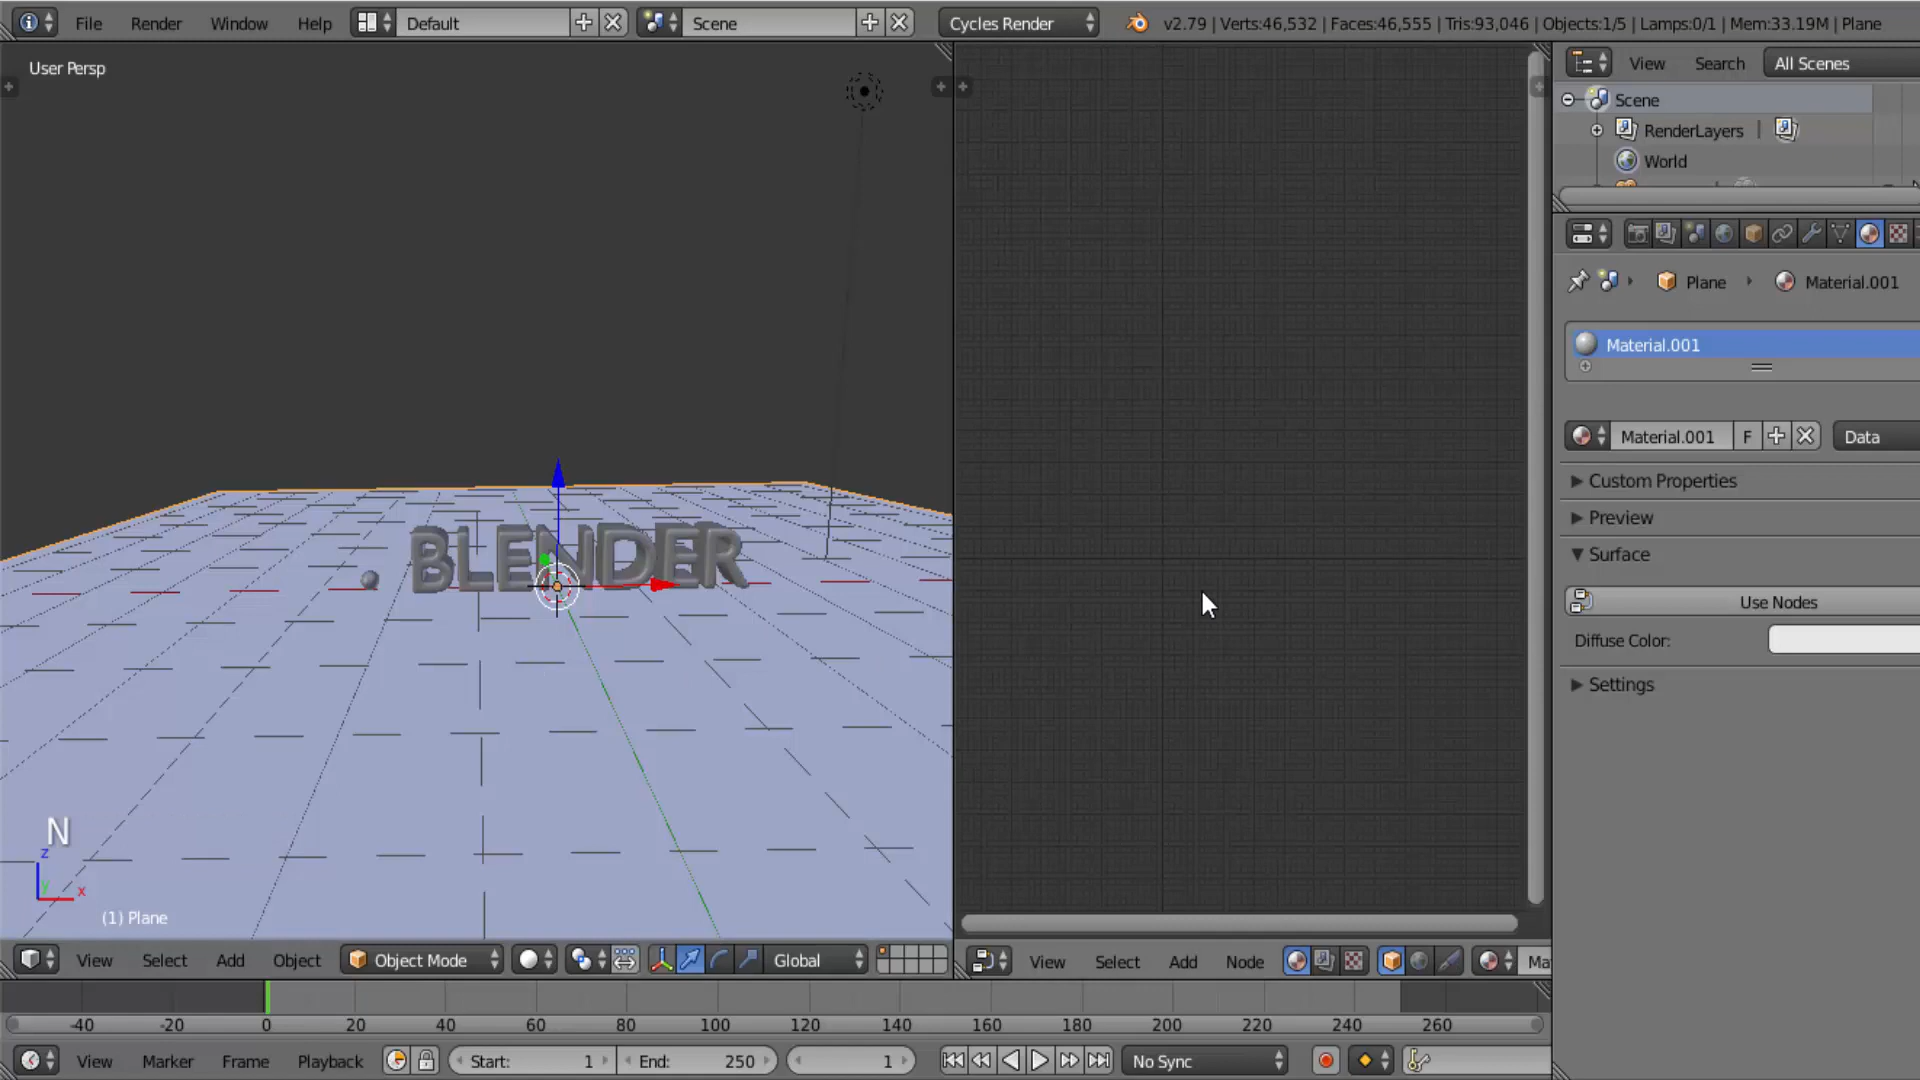 File Render Window Help Default Scene Cycles Render v2.79 | Verts:46,532 | Faces:46,555 | Tris:93,046 | Objects:1/5 | Lamps:0/1 | Mem:33.19M | Plane
User Persp
View Search All Scenes
Scene
RenderLayers |
World
Plane Material.001
Material.001
Material.001 F Data
Custom Properties
Preview
Surface
Use Nodes
Diffuse Color:
Settings
BLENDER
N
z
y x
(1) Plane
View Select Add Object Object Mode Global
View Select Add Node Ma
-40 -20 0 20 40 60 80 100 120 140 160 180 200 220 240 260
View Marker Frame Playback Start: 1 End: 250 1 No Sync